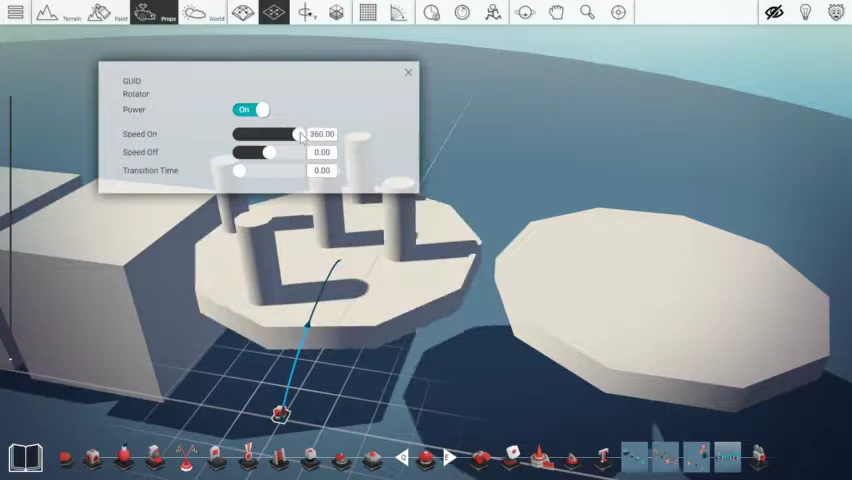 Terrain Paint Props World
GUID
Rotator
Power On
Speed On 360.00
Speed Off 0.00
Transition Time 0.00
Q E